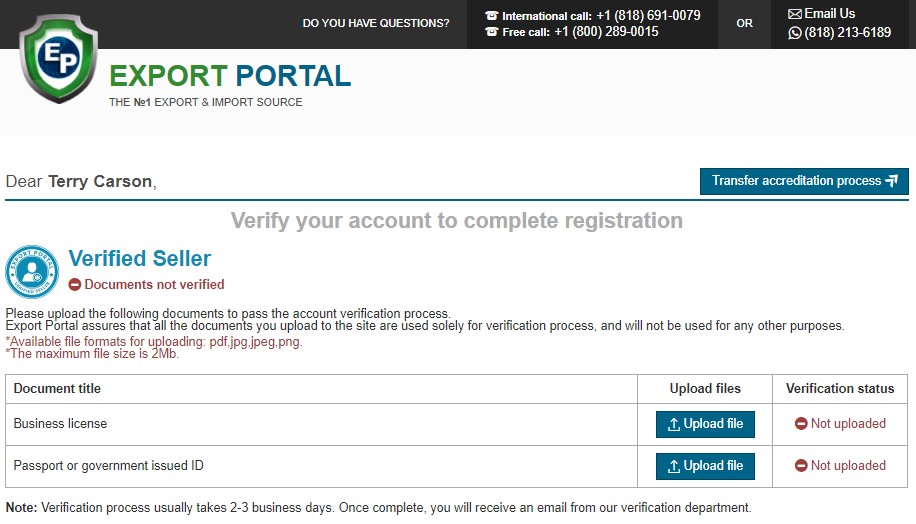 DO YOU HAVE QUESTIONS?
International call: +1 (818) 691-0079
Free call: +1 (800) 289-0015
OR
Email Us
(818) 213-6189
EP
EXPORT PORTAL
THE №1 EXPORT & IMPORT SOURCE
Dear Terry Carson,
Transfer accreditation process
Verify your account to complete registration
EXPORT PORTAL
VERIFIED SELLER
Verified Seller
Documents not verified
Please upload the following documents to pass the account verification process.
Export Portal assures that all the documents you upload to the site are used solely for verification process, and will not be used for any other purposes.
*Available file formats for uploading: pdf,jpg,jpeg,png.
*The maximum file size is 2Mb.
Document title Upload files Verification status
Business license Upload file Not uploaded
Passport or government issued ID Upload file Not uploaded
Note: Verification process usually takes 2-3 business days. Once complete, you will receive an email from our verification department.